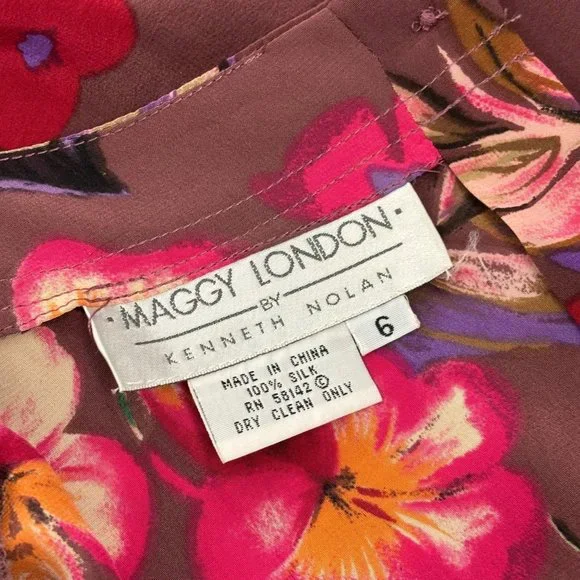 · MAGGY LONDON ·
BY
KENNETH NOLAN
6
MADE IN CHINA
100% SILK
RN 58142 ©
DRY CLEAN ONLY